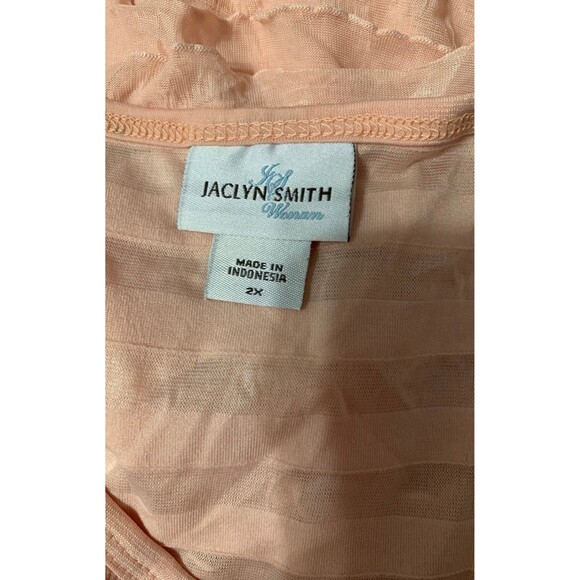 JS
JACLYN SMITH
Woman
MADE IN
INDONESIA
2X